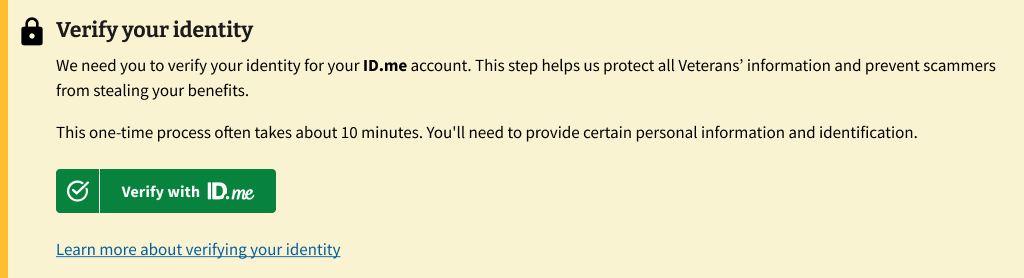 Verify your identity
We need you to verify your identity for your ID.me account. This step helps us protect all Veterans’ information and prevent scammers
from stealing your benefits.
This one-time process often takes about 10 minutes. You'll need to provide certain personal information and identification.
Verify with ID.me
Learn more about verifying your identity